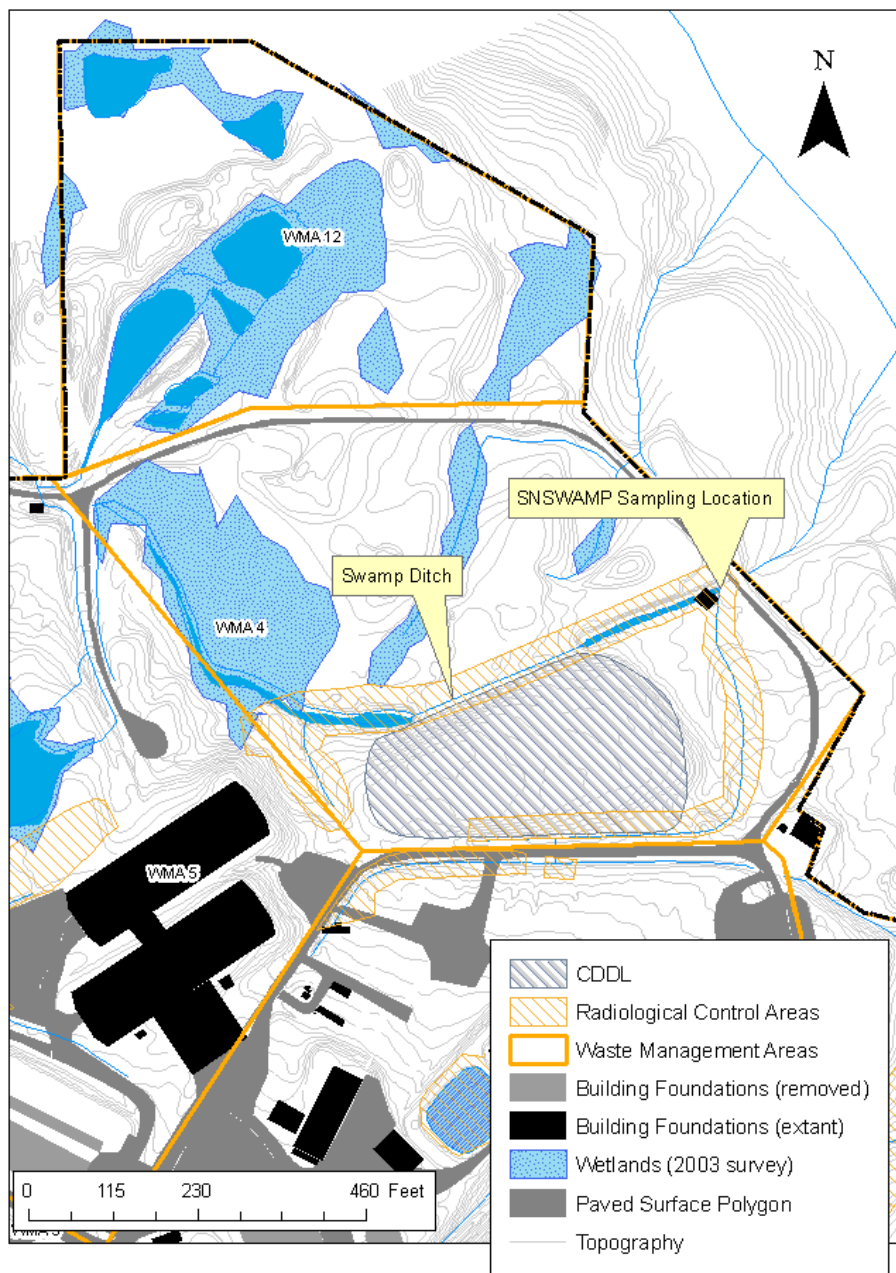 N
WMA 12
SNSWAMP Sampling Location
Swamp Ditch
WMA 4
WMA 5
CDDL
Radiological Control Areas
Waste Management Areas
Building Foundations (removed)
Building Foundations (extant)
Wetlands (2003 survey)
Paved Surface Polygon
Topography
0 115 230 460 Feet